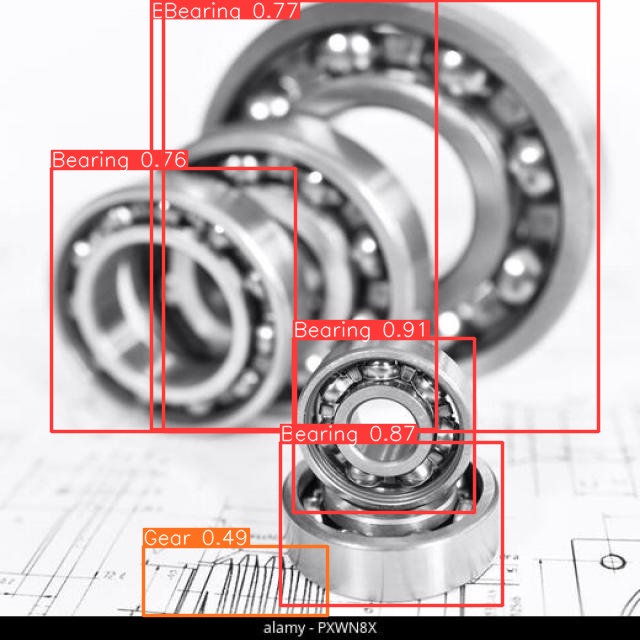 EBearing 0.77
Bearing 0.76
Bearing 0.91
Bearing 0.87
Gear 0.49
alamy - PXWN8X